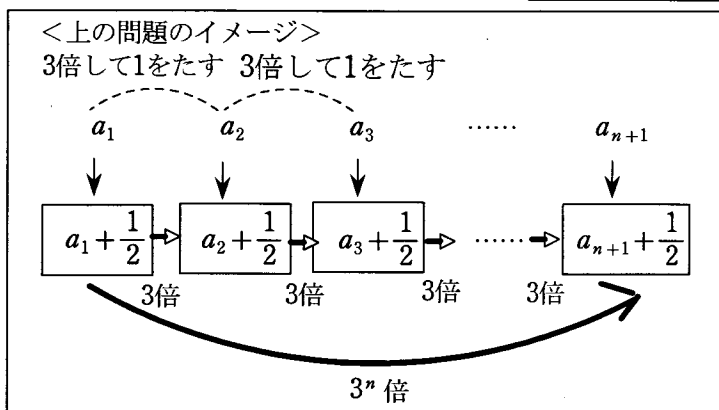 <上の問題のイメージ>
3倍して1をたす 3倍して1をたす
a₁ a₂ a₃ …… aₙ₊₁
a₁+1/2 a₂+1/2 a₃+1/2 …… aₙ₊₁+1/2
3倍 3倍 3倍 3倍
3ⁿ倍